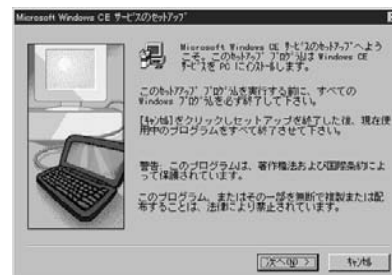 Microsoft Windows CE ｻｰﾋﾞｽのｾｯﾄｱｯﾌﾟ
Microsoft Windows CE ｻｰﾋﾞｽのｾｯﾄｱｯﾌﾟへよう
こそ。このｾｯﾄｱｯﾌﾟ ﾌﾟﾛｸﾞﾗﾑは Windows CE
ｻｰﾋﾞｽを PC にｲﾝｽﾄｰﾙします。
このｾｯﾄｱｯﾌﾟ ﾌﾟﾛｸﾞﾗﾑを実行する前に、すべての
Windows ﾌﾟﾛｸﾞﾗﾑを必ず終了して下さい。
[ｷｬﾝｾﾙ]をクリックしセットアップを終了した後、現在使
用中のプログラムをすべて終了させて下さい。
警告: このプログラムは、著作権法および国際条約によ
って保護されています。
このプログラム、またはその一部を無断で複製または配
布することは、法律により禁止されています。
次へ(N) >
ｷｬﾝｾﾙ